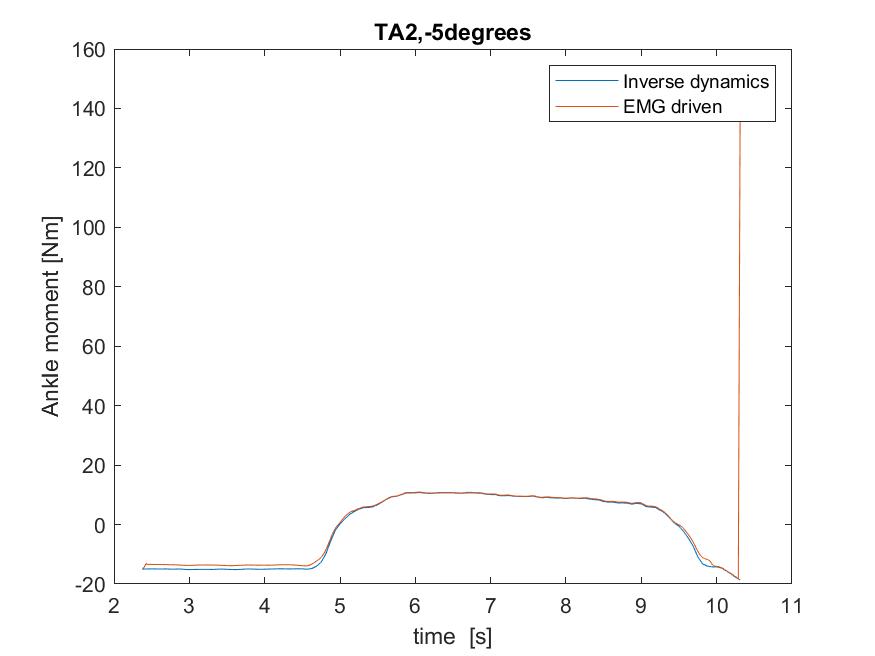 TA2,-5degrees
160
140
120
100
80
60
40
20
0
-20
Ankle moment [Nm]
Inverse dynamics
EMG driven
2 3 4 5 6 7 8 9 10 11
time [s]